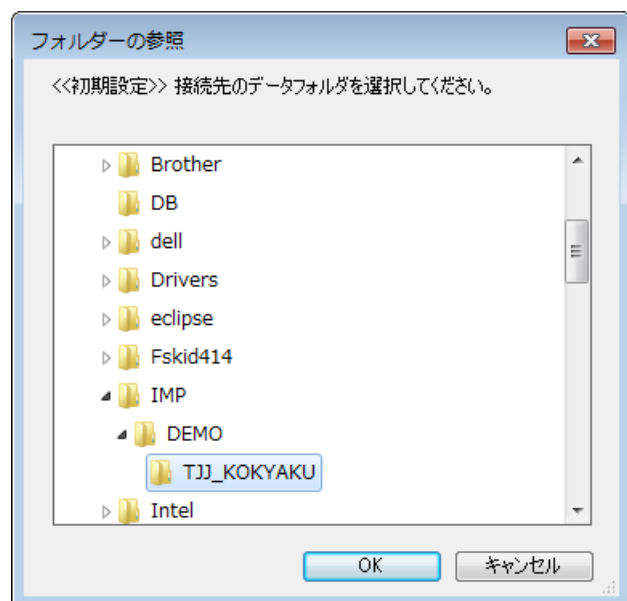 フォルダーの参照
<<初期設定>> 接続先のデータフォルダを選択してください。
Brother
DB
dell
Drivers
eclipse
Fskid414
IMP
DEMO
TJJ_KOKYAKU
Intel
OK
キャンセル